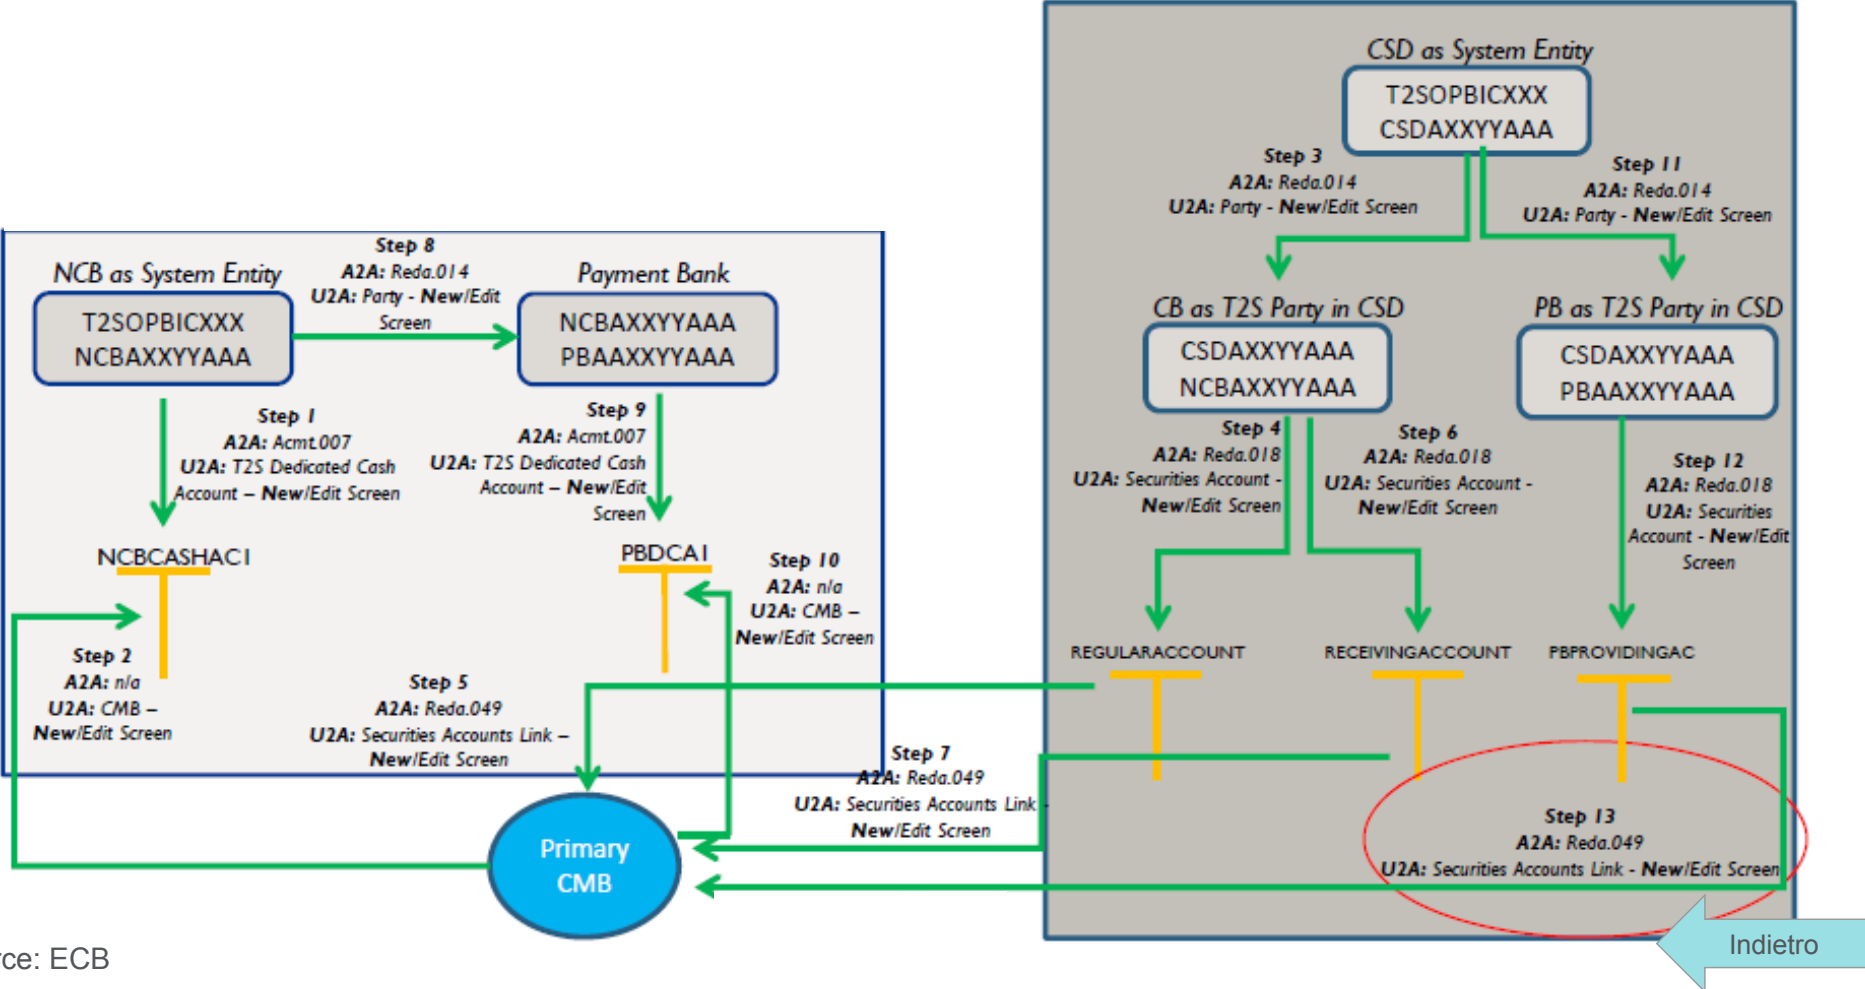 CSD as System Entity
T2SOPBICXXX
CSDAXXYYAAA
Step 3
A2A: Reda.014
U2A: Party - New/Edit Screen
Step 11
A2A: Reda.014
U2A: Party - New/Edit Screen
Step 8
A2A: Reda.014
U2A: Party - New/Edit
Screen
NCB as System Entity
T2SOPBICXXX
NCBAXXYYAAA
Payment Bank
NCBAXXYYAAA
PBAAXXYYAAA
CB as T2S Party in CSD
CSDAXXYYAAA
NCBAXXYYAAA
PB as T2S Party in CSD
CSDAXXYYAAA
PBAAXXYYAAA
Step 1
A2A: Acmt.007
U2A: T2S Dedicated Cash
Account – New/Edit Screen
Step 9
A2A: Acmt.007
U2A: T2S Dedicated Cash
Account – New/Edit
Screen
Step 4
A2A: Reda.018
U2A: Securities Account -
New/Edit Screen
Step 6
A2A: Reda.018
U2A: Securities Account -
New/Edit Screen
Step 12
A2A: Reda.018
U2A: Securities
Account - New/Edit
Screen
NCBCASHAC1
PBDCA1
Step 10
A2A: n/a
U2A: CMB –
New/Edit Screen
REGULARACCOUNT
RECEIVINGACCOUNT
PBPROVIDINGAC
Step 2
A2A: n/a
U2A: CMB –
New/Edit Screen
Step 5
A2A: Reda.049
U2A: Securities Accounts Link –
New/Edit Screen
Step 7
A2A: Reda.049
U2A: Securities Accounts Link -
New/Edit Screen
Step 13
A2A: Reda.049
U2A: Securities Accounts Link - New/Edit Screen
Primary
CMB
rce: ECB
Indietro